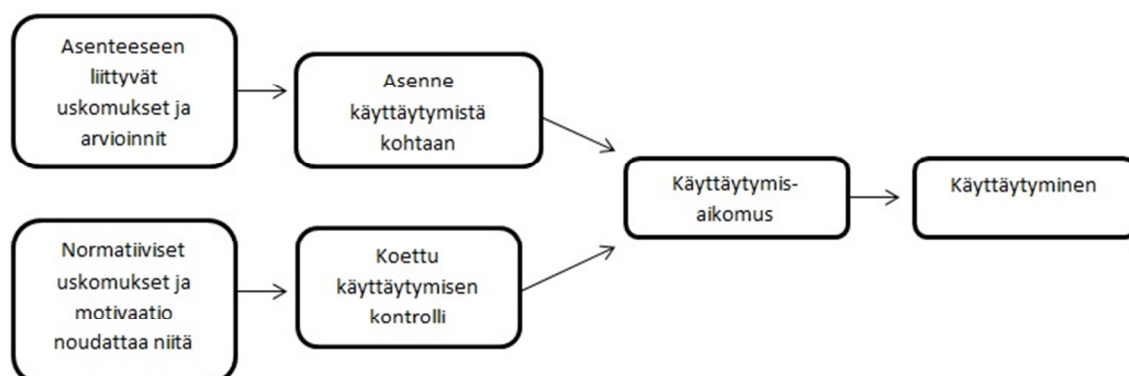 Asenteeseen
liittyvät
uskomukset ja
arvioinnit
Asenne
käyttäytymistä
kohtaan
Normatiiviset
uskomukset ja
motivaatio
noudattaa niitä
Koettu
käyttäytymisen
kontrolli
Käyttäytymis-
aikomus
Käyttäytyminen